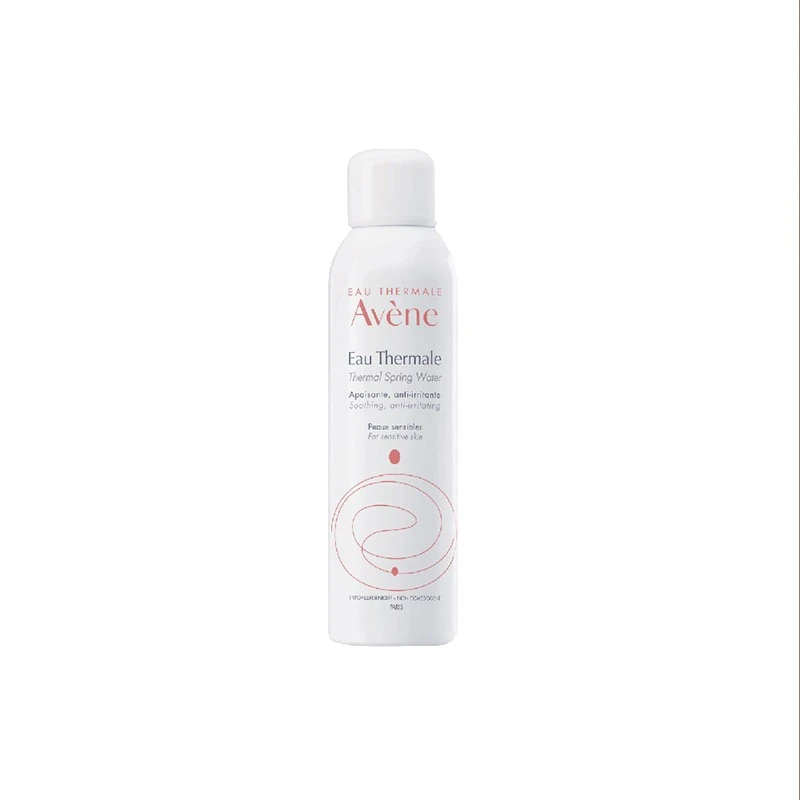 EAU THERMALE
Avène
Eau Thermale
Thermal Spring Water
Apaisante, anti-irritante
Soothing, anti-irritating
Peaux sensibles
For sensitive skin
PARIS